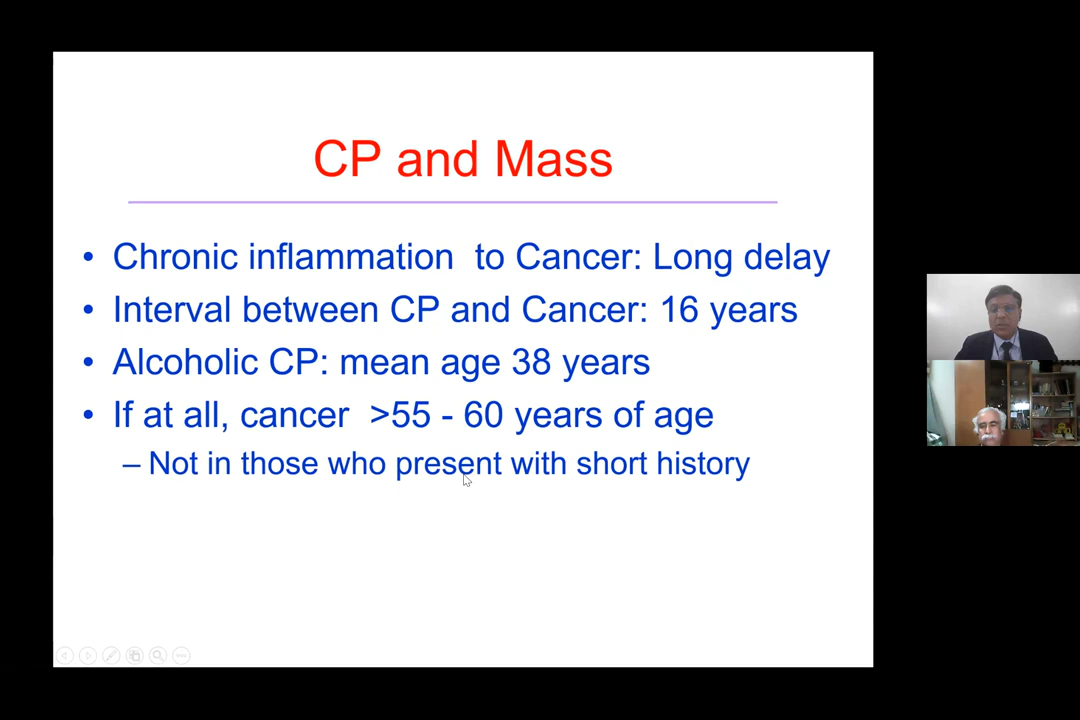 CP and Mass
• Chronic inflammation to Cancer: Long delay
• Interval between CP and Cancer: 16 years
• Alcoholic CP: mean age 38 years
• If at all, cancer >55 - 60 years of age
– Not in those who present with short history